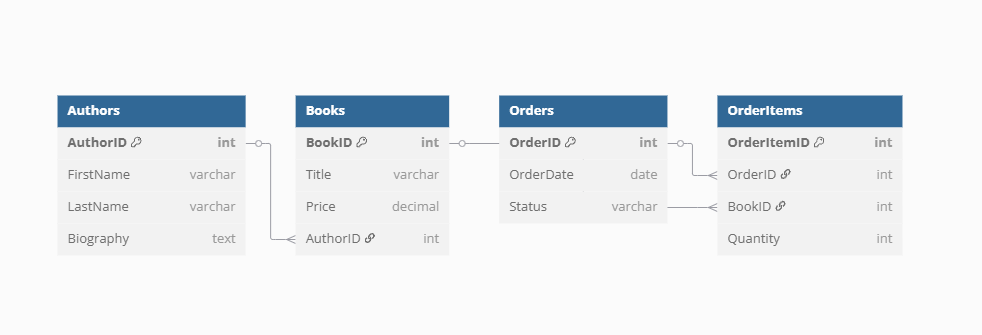 Authors
AuthorID int
FirstName varchar
LastName varchar
Biography text
Books
BookID int
Title varchar
Price decimal
AuthorID int
Orders
OrderID int
OrderDate date
Status varchar
OrderItems
OrderItemID int
OrderID int
BookID int
Quantity int